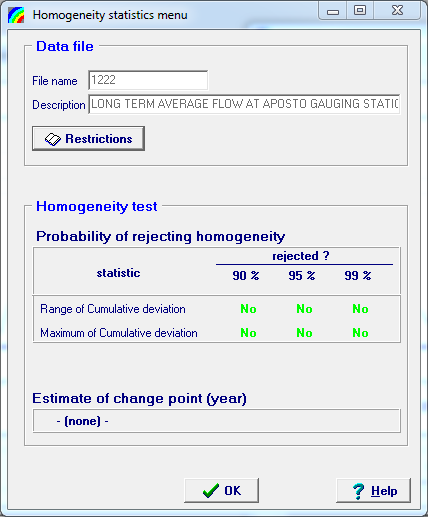 Homogeneity statistics menu
Data file
File name 1222
Description LONG TERM AVERAGE FLOW AT APOSTO GAUGING STATIC
Restrictions
Homogeneity test
Probability of rejecting homogeneity
rejected ?
statistic 90 % 95 % 99 %
Range of Cumulative deviation No No No
Maximum of Cumulative deviation No No No
Estimate of change point (year)
- (none) -
OK Help